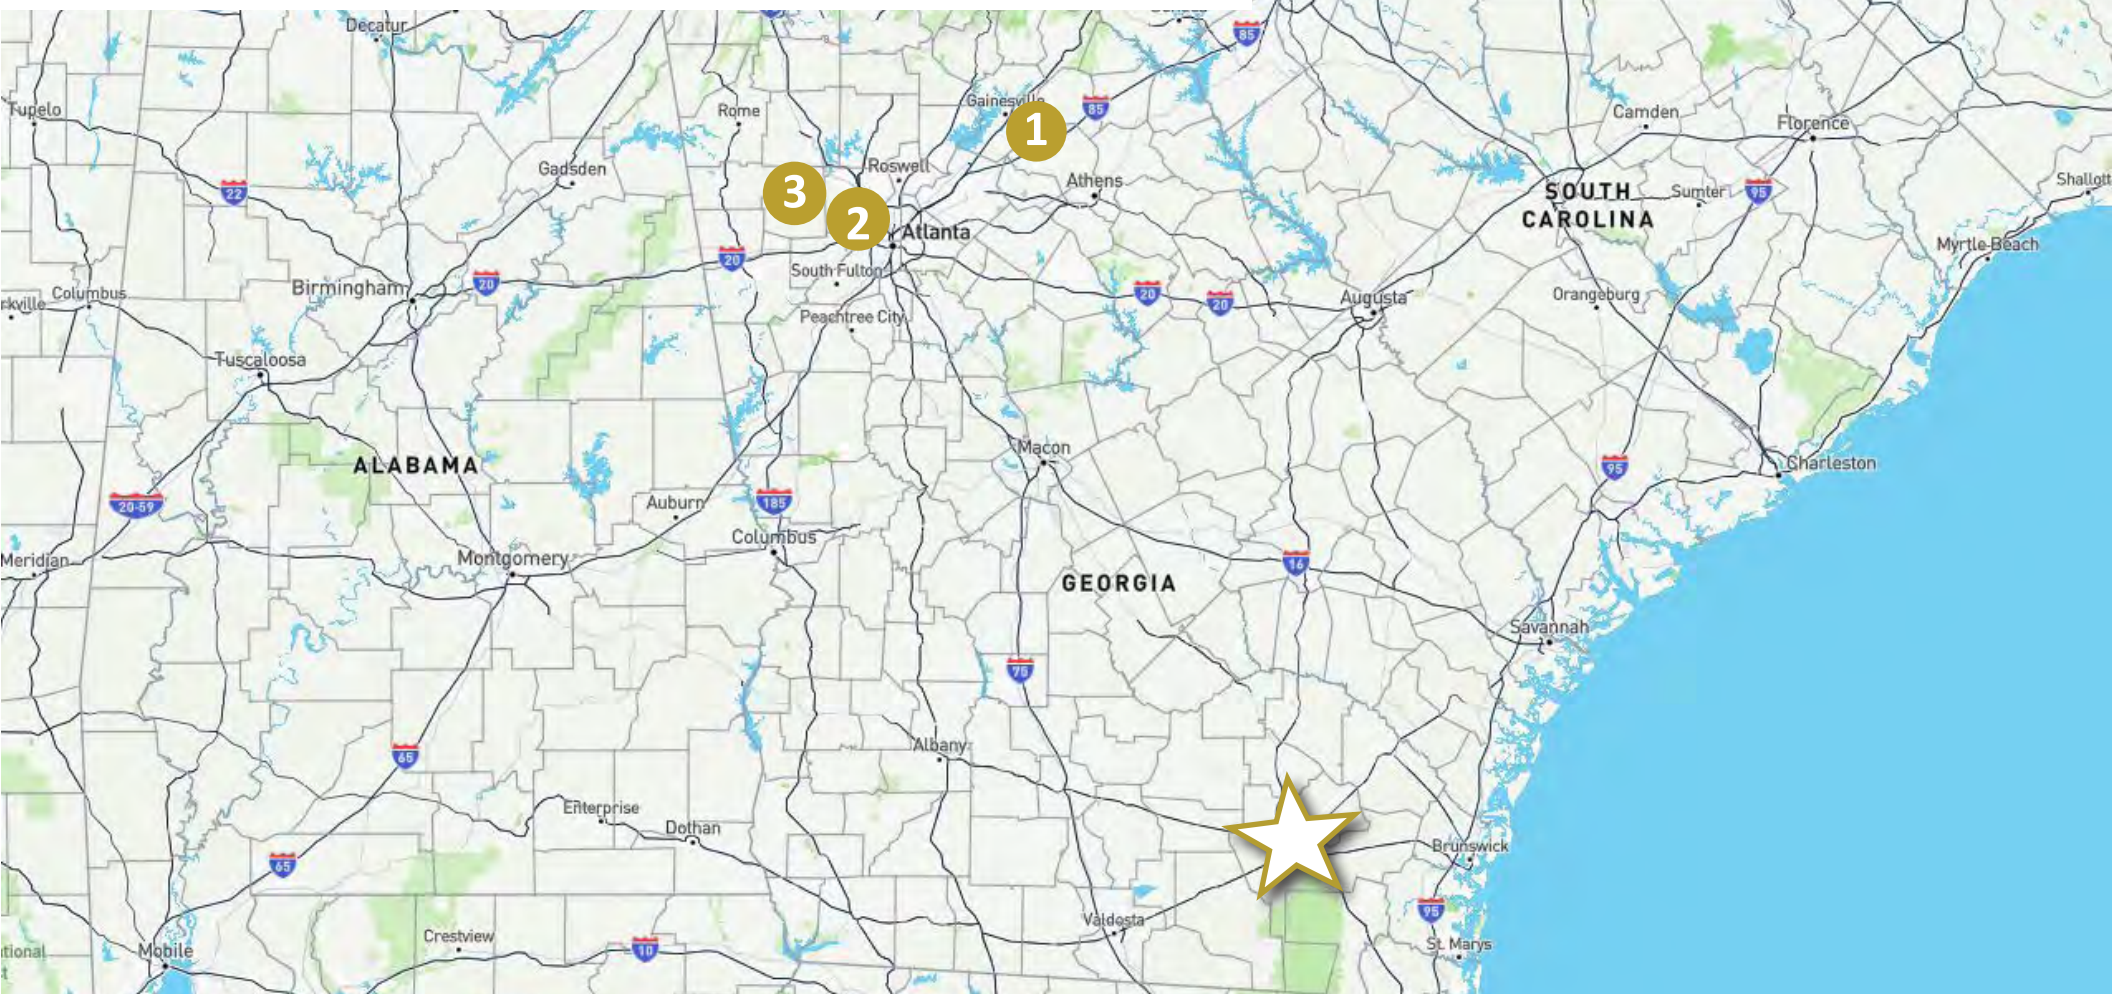 Decatur
85
Tupelo
Rome
Gainesville
1
85
Camden
Florence
Gadsden
Roswell
22
3
Athens
SOUTH
CAROLINA
Sumter
95
Shallott
2
Atlanta
Myrtle Beach
20
South Fulton
Birmingham
20
rkville
Columbus
20
20
Augusta
Orangeburg
Peachtree City
Tuscaloosa
Macon
ALABAMA
95
Charleston
20-59
Auburn
185
Columbus
Meridian
Montgomery
16
GEORGIA
Savannah
75
65
Albany
Enterprise
Dothan
Brunswick
65
Valdosta
95
Crestview
St. Marys
Mobile
10
tional
t